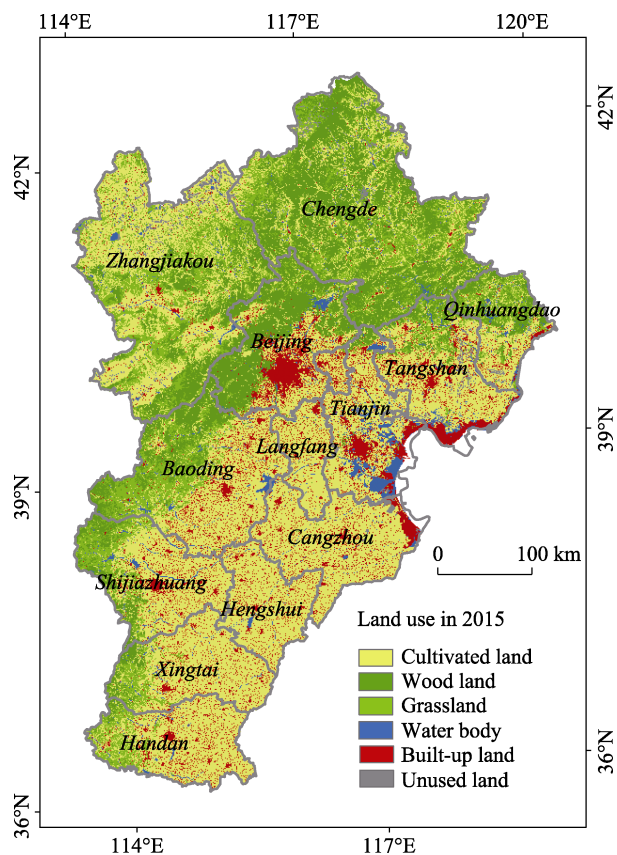 114°E 117°E 120°E
42°N
42°N
Chengde
Zhangjiakou
Qinhuangdao
Beijing
Tangshan
Tianjin
39°N
Langfang
Baoding
39°N
Cangzhou
0 100 km
Shijiazhuang
Hengshui
Land use in 2015
Cultivated land
Xingtai
Wood land
Grassland
Water body
Handan
Built-up land
36°N
Unused land
36°N
114°E 117°E